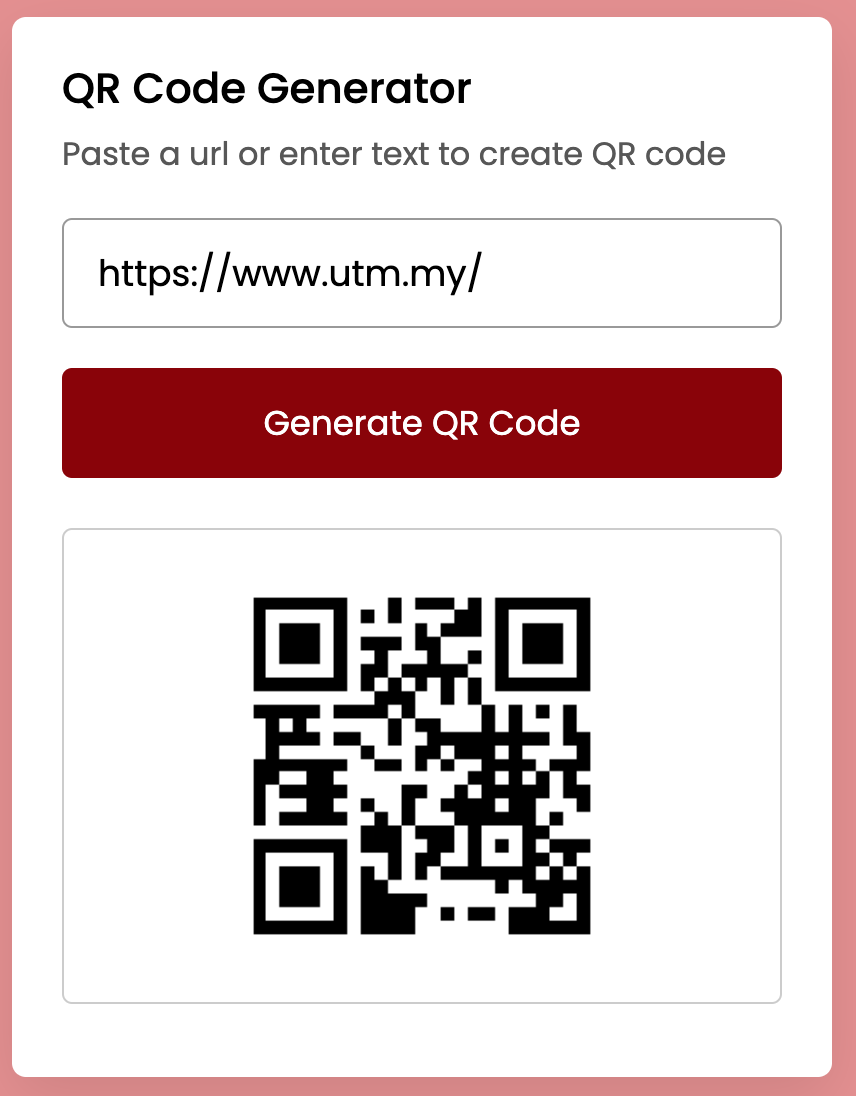 QR Code Generator
Paste a url or enter text to create QR code
https://www.utm.my/
Generate QR Code